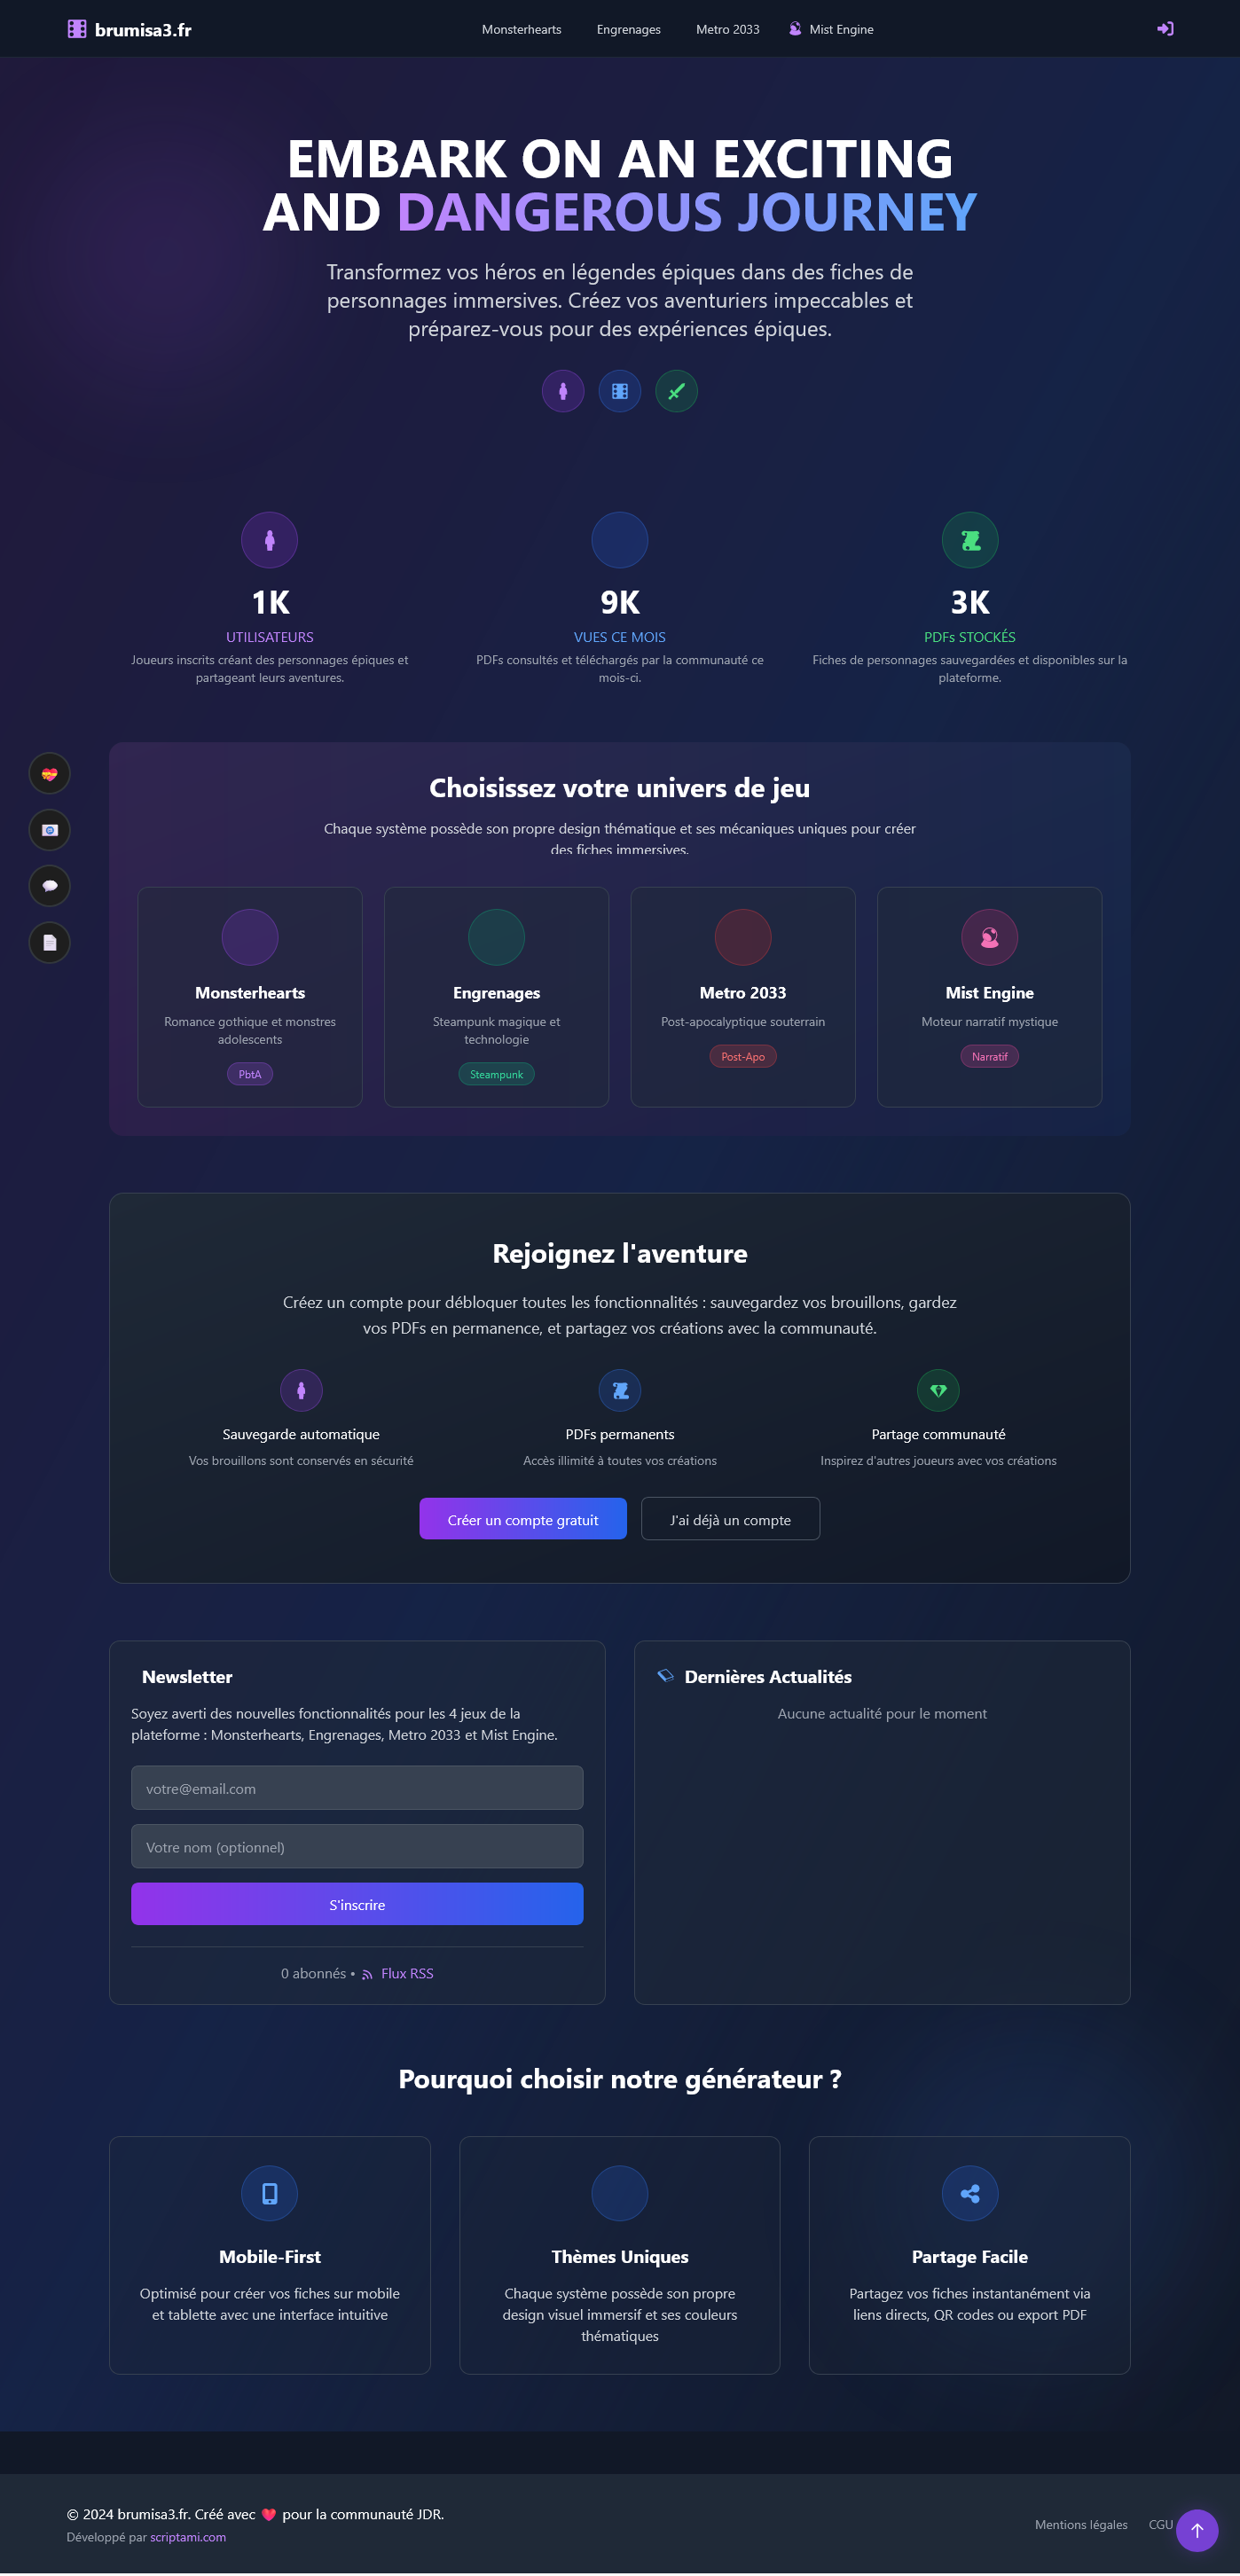 brumisa3.fr
Monsterhearts
Engrenages
Metro 2033
Mist Engine
EMBARK ON AN EXCITING
AND DANGEROUS JOURNEY
Transformez vos héros en légendes épiques dans des fiches de
personnages immersives. Créez vos aventuriers impeccables et
préparez-vous pour des expériences épiques.
1K
UTILISATEURS
Joueurs inscrits créant des personnages épiques et
partageant leurs aventures.
9K
VUES CE MOIS
PDFs consultés et téléchargés par la communauté ce
mois-ci.
3K
PDFs STOCKÉS
Fiches de personnages sauvegardées et disponibles sur la
plateforme.
Choisissez votre univers de jeu
Chaque système possède son propre design thématique et ses mécaniques uniques pour créer
des fiches immersives.
Monsterhearts
Romance gothique et monstres
adolescents
PbtA
Engrenages
Steampunk magique et
technologie
Steampunk
Metro 2033
Post-apocalyptique souterrain
Post-Apo
Mist Engine
Moteur narratif mystique
Narratif
Rejoignez l'aventure
Créez un compte pour débloquer toutes les fonctionnalités : sauvegardez vos brouillons, gardez
vos PDFs en permanence, et partagez vos créations avec la communauté.
Sauvegarde automatique
Vos brouillons sont conservés en sécurité
PDFs permanents
Accès illimité à toutes vos créations
Partage communauté
Inspirez d'autres joueurs avec vos créations
Créer un compte gratuit
J'ai déjà un compte
Newsletter
Soyez averti des nouvelles fonctionnalités pour les 4 jeux de la
plateforme : Monsterhearts, Engrenages, Metro 2033 et Mist Engine.
votre@email.com
Votre nom (optionnel)
S'inscrire
0 abonnés • Flux RSS
Dernières Actualités
Aucune actualité pour le moment
Pourquoi choisir notre générateur ?
Mobile-First
Optimisé pour créer vos fiches sur mobile
et tablette avec une interface intuitive
Thèmes Uniques
Chaque système possède son propre
design visuel immersif et ses couleurs
thématiques
Partage Facile
Partagez vos fiches instantanément via
liens directs, QR codes ou export PDF
© 2024 brumisa3.fr. Créé avec ❤️ pour la communauté JDR.
Développé par scriptami.com
Mentions légales
CGU